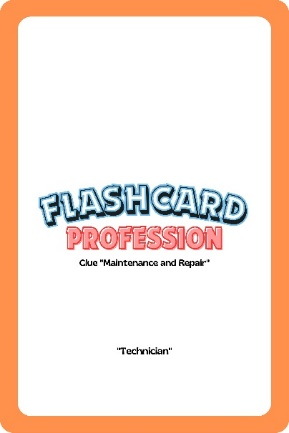 FLASHCARD
PROFESSION
Clue "Maintenance and Repair"
"Technician"